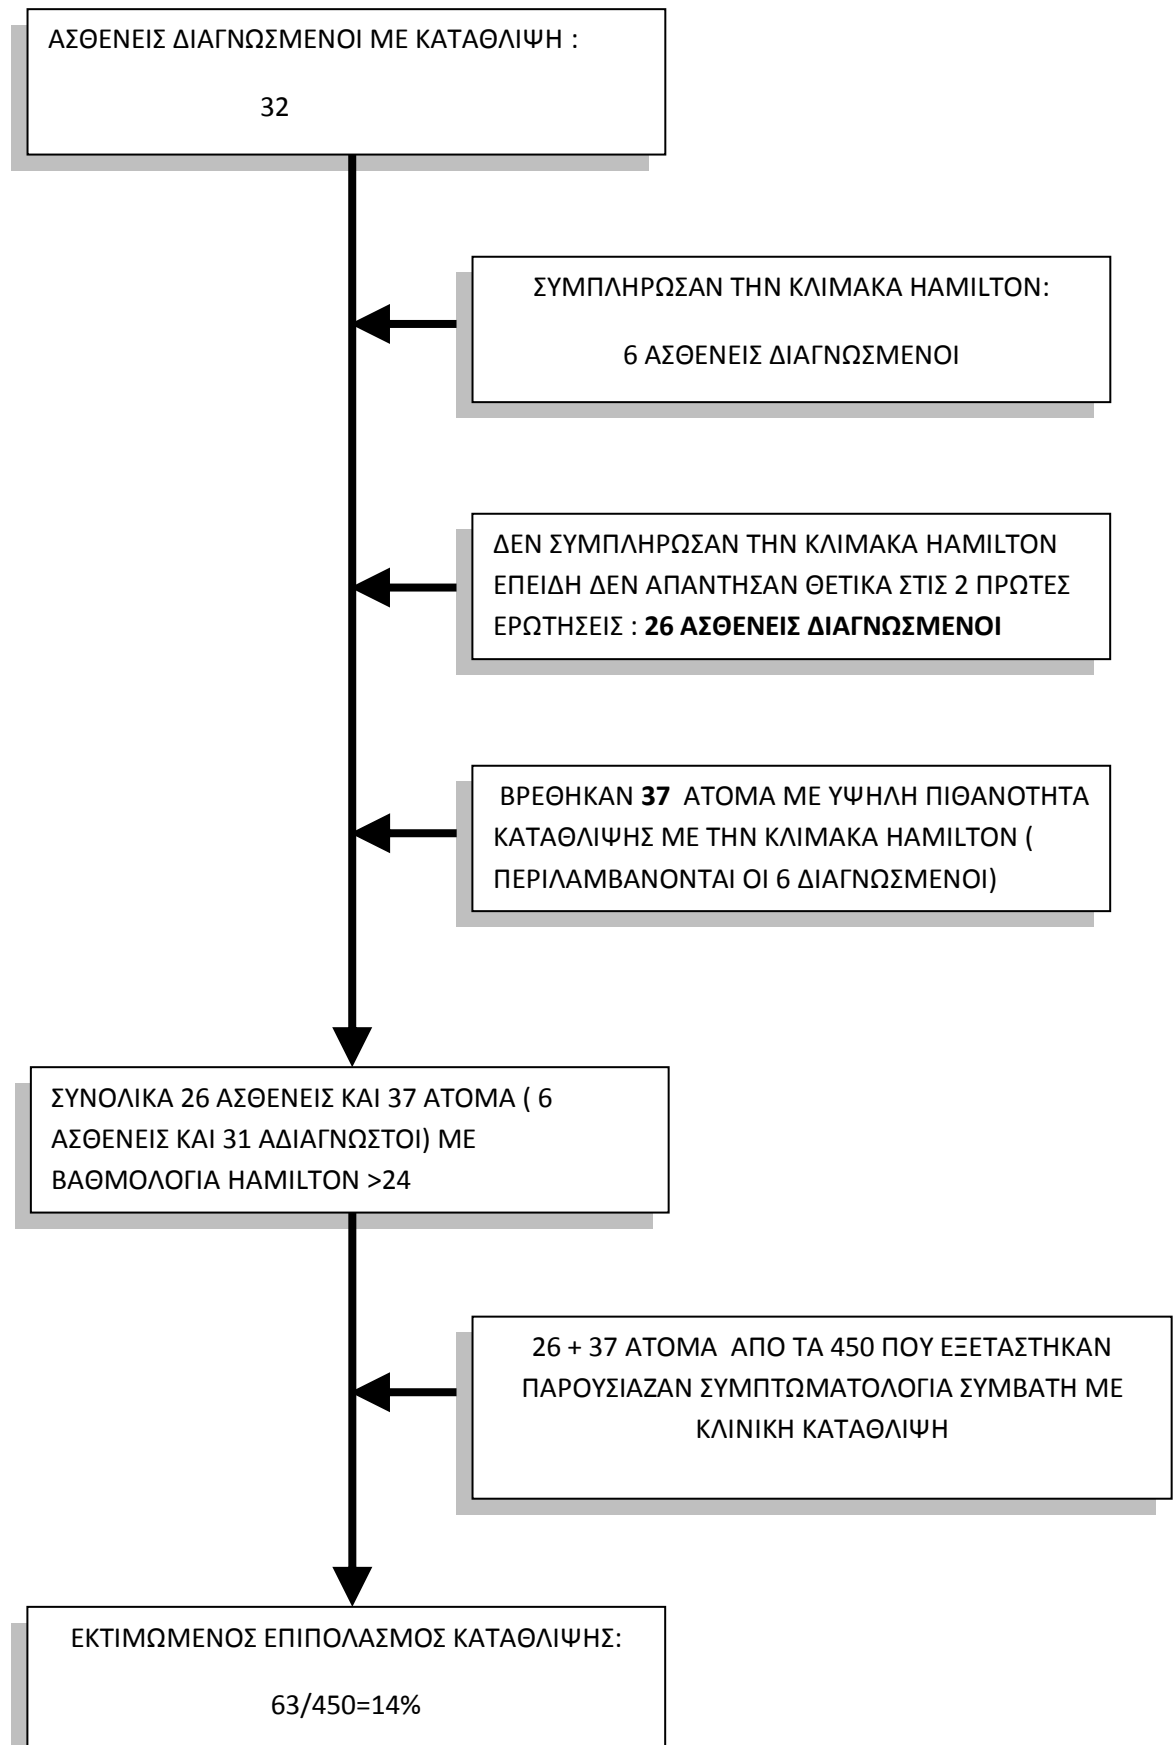 ΑΣΘΕΝΕΙΣ ΔΙΑΓΝΩΣΜΕΝΟΙ ΜΕ ΚΑΤΑΘΛΙΨΗ :
32
ΣΥΜΠΛΗΡΩΣΑΝ ΤΗΝ ΚΛΙΜΑΚΑ HAMILTON:
6 ΑΣΘΕΝΕΙΣ ΔΙΑΓΝΩΣΜΕΝΟΙ
ΔΕΝ ΣΥΜΠΛΗΡΩΣΑΝ ΤΗΝ ΚΛΙΜΑΚΑ HAMILTON
ΕΠΕΙΔΗ ΔΕΝ ΑΠΑΝΤΗΣΑΝ ΘΕΤΙΚΑ ΣΤΙΣ 2 ΠΡΩΤΕΣ
ΕΡΩΤΗΣΕΙΣ : 26 ΑΣΘΕΝΕΙΣ ΔΙΑΓΝΩΣΜΕΝΟΙ
ΒΡΕΘΗΚΑΝ 37 ΑΤΟΜΑ ΜΕ ΥΨΗΛΗ ΠΙΘΑΝΟΤΗΤΑ
ΚΑΤΑΘΛΙΨΗΣ ΜΕ ΤΗΝ ΚΛΙΜΑΚΑ HAMILTON (
ΠΕΡΙΛΑΜΒΑΝΟΝΤΑΙ ΟΙ 6 ΔΙΑΓΝΩΣΜΕΝΟΙ)
ΣΥΝΟΛΙΚΑ 26 ΑΣΘΕΝΕΙΣ ΚΑΙ 37 ΑΤΟΜΑ ( 6
ΑΣΘΕΝΕΙΣ ΚΑΙ 31 ΑΔΙΑΓΝΩΣΤΟΙ) ΜΕ
ΒΑΘΜΟΛΟΓΙΑ HAMILTON >24
26 + 37 ΑΤΟΜΑ ΑΠΟ ΤΑ 450 ΠΟΥ ΕΞΕΤΑΣΤΗΚΑΝ
ΠΑΡΟΥΣΙΑΖΑΝ ΣΥΜΠΤΩΜΑΤΟΛΟΓΙΑ ΣΥΜΒΑΤΗ ΜΕ
ΚΛΙΝΙΚΗ ΚΑΤΑΘΛΙΨΗ
ΕΚΤΙΜΩΜΕΝΟΣ ΕΠΙΠΟΛΑΣΜΟΣ ΚΑΤΑΘΛΙΨΗΣ:
63/450=14%